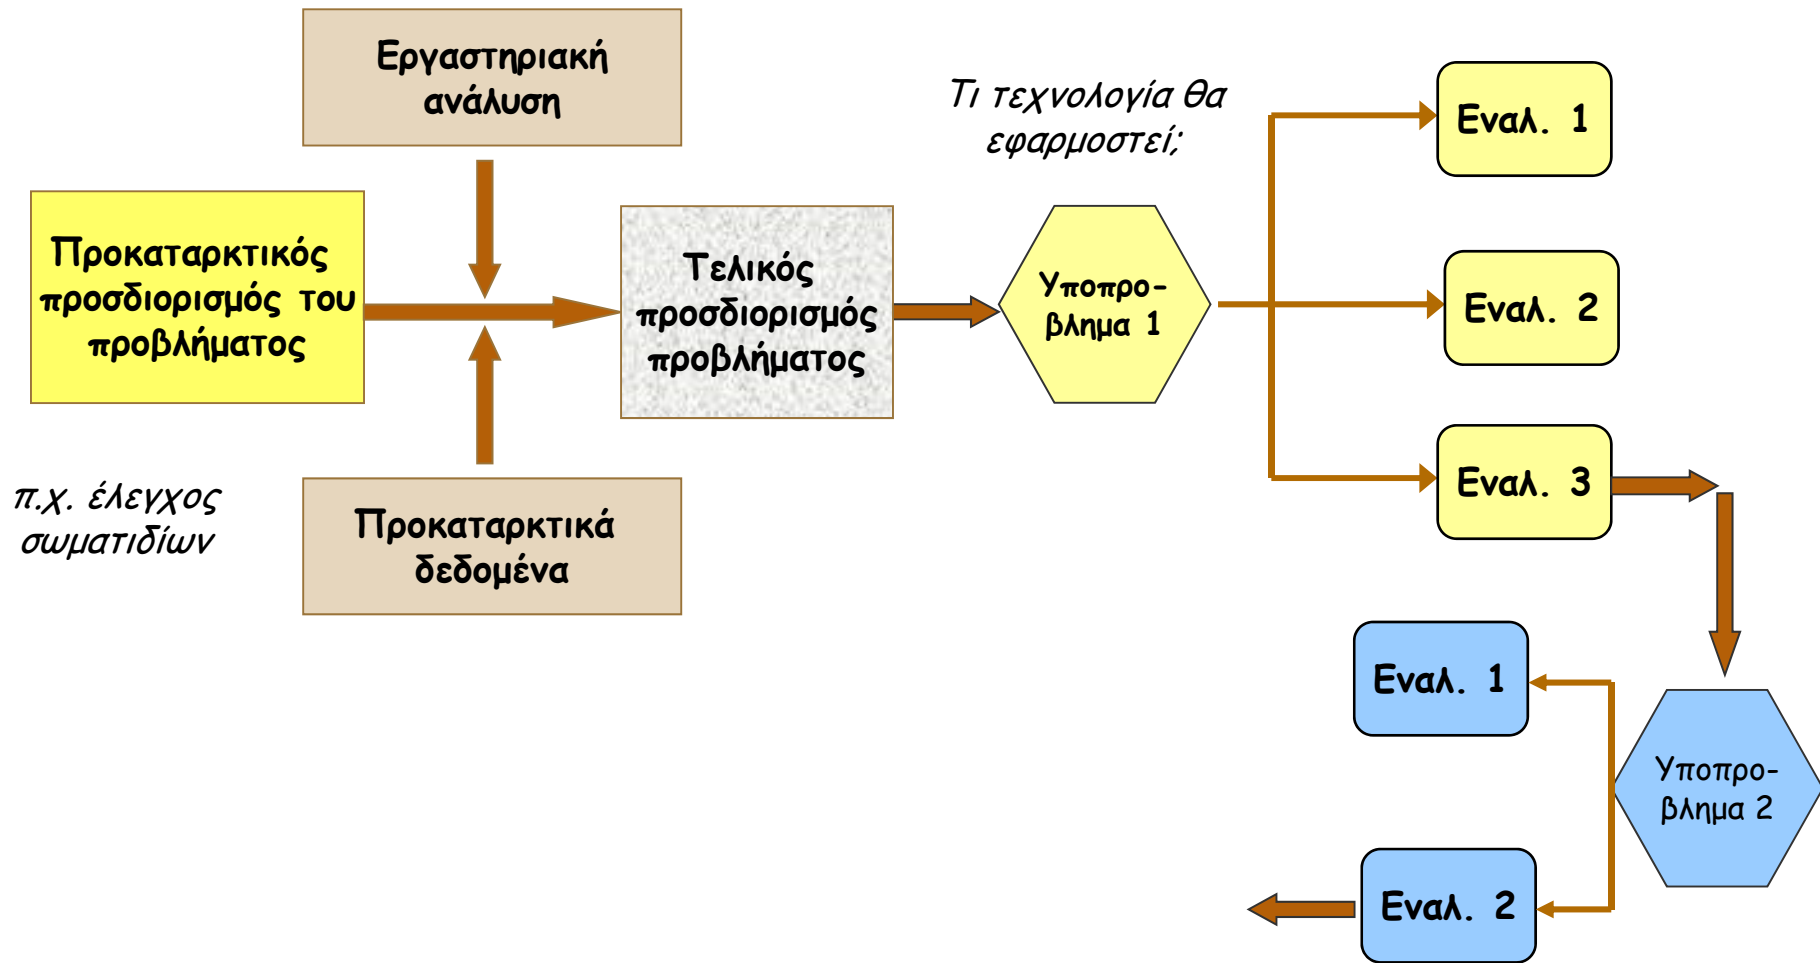 Εργαστηριακή
ανάλυση
Προκαταρκτικός
προσδιορισμός του
προβλήματος
π.χ. έλεγχος
σωματιδίων
Προκαταρκτικά
δεδομένα
Τελικός
προσδιορισμός
προβλήματος
Τι τεχνολογία θα
εφαρμοστεί;
Υποπρο-
βλημα 1
Εναλ. 1
Εναλ. 2
Εναλ. 3
Υποπρο-
βλημα 2
Εναλ. 1
Εναλ. 2